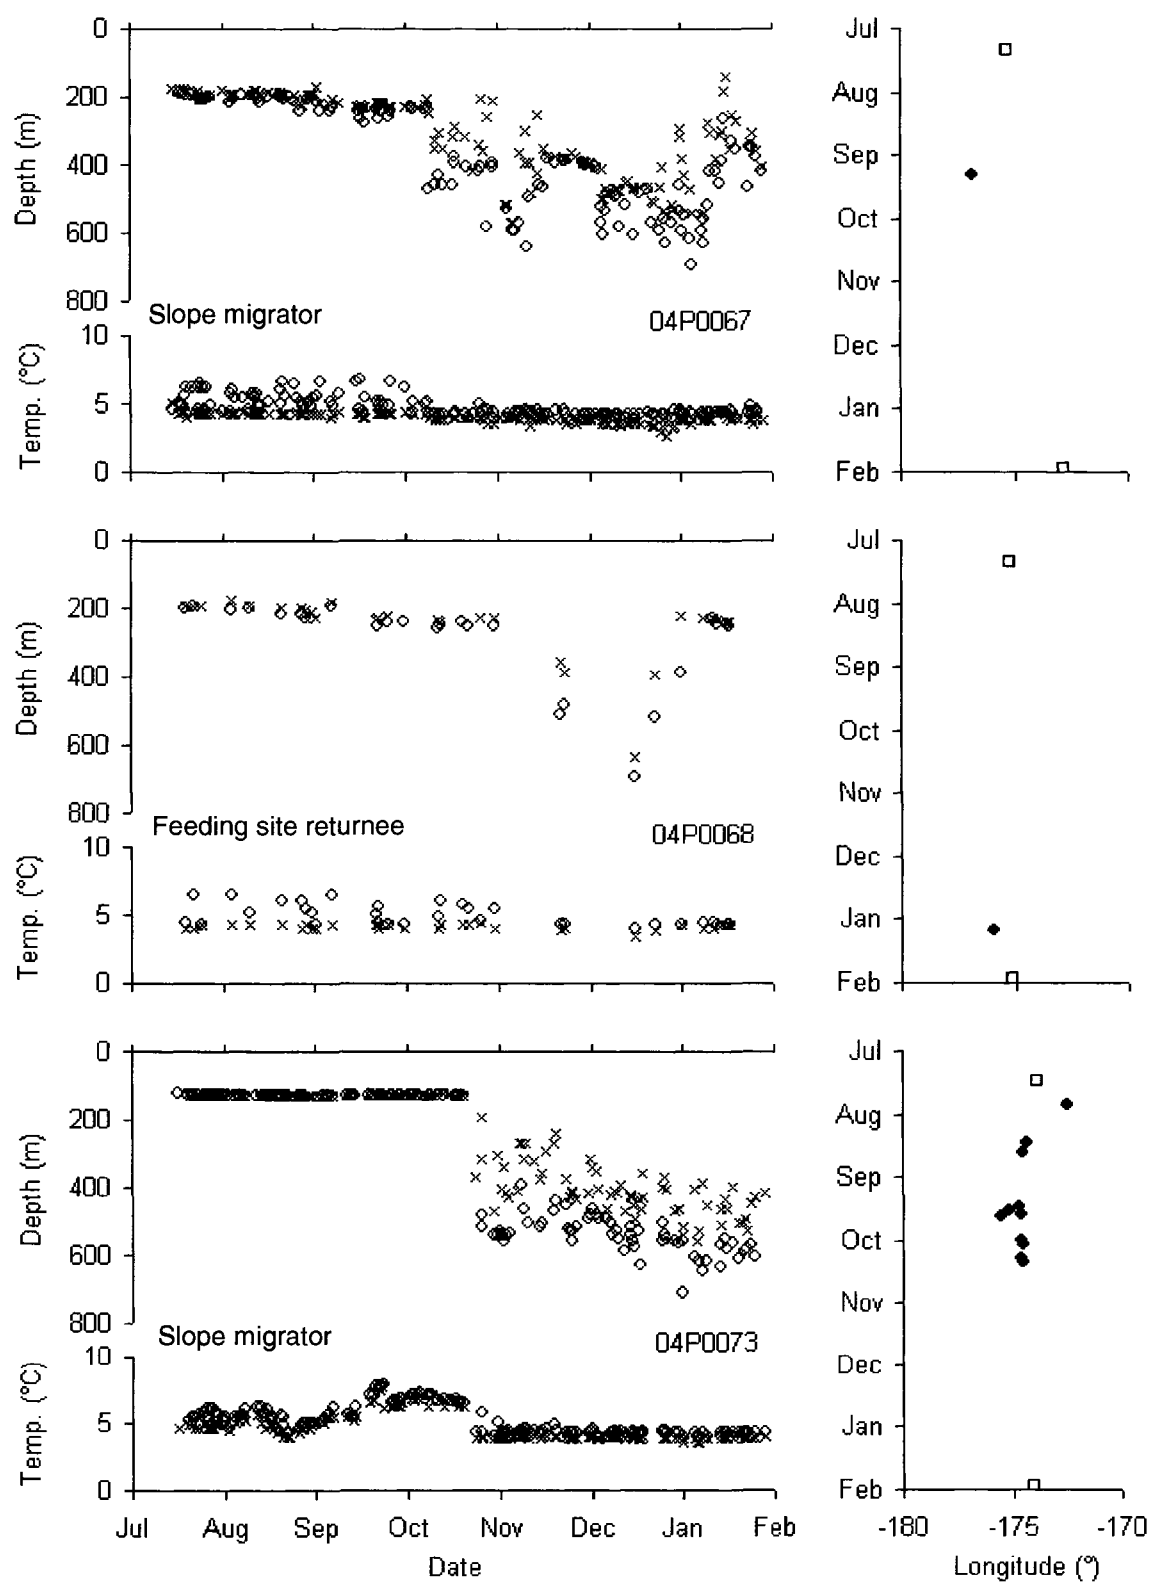 0
200
400
600
800
Depth (m)
Slope migrator
04P0067
10
5
0
Temp. (°C)
Jul
Aug
Sep
Oct
Nov
Dec
Jan
Feb
0
200
400
600
800
Depth (m)
Feeding site returnee
04P0068
10
5
0
Temp. (°C)
Jul
Aug
Sep
Oct
Nov
Dec
Jan
Feb
0
200
400
600
800
Depth (m)
Slope migrator
04P0073
10
5
0
Temp. (°C)
Jul Aug Sep Oct Nov Dec Jan Feb
Date
Jul
Aug
Sep
Oct
Nov
Dec
Jan
Feb
-180 -175 -170
Longitude (°)